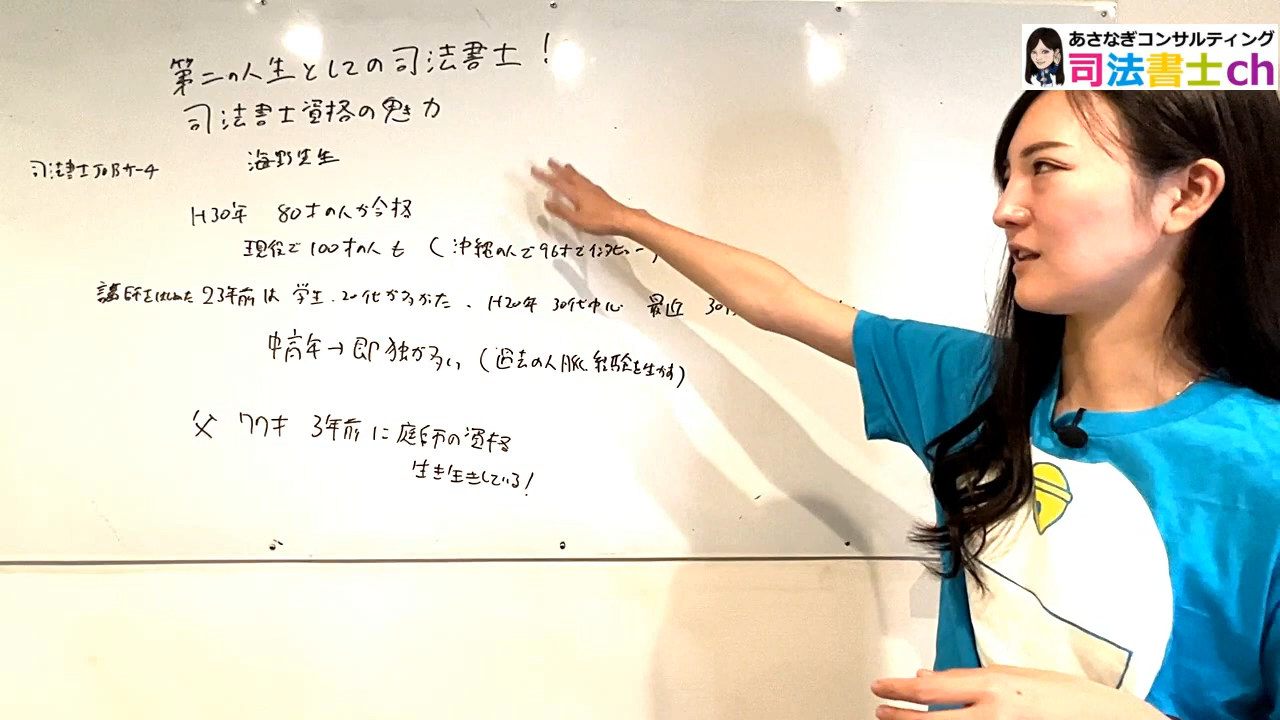 第二の人生としての司法書士!
司法書士資格の魅力
司法書士JOBサーチ
海野先生
H30年 80才の人が合格
現役で100才の人も (沖縄の人で96才でインタビュー)
講師をはじめた 23年前は 学生、20代が多かった、H20年 30代中心 最近 30
中高年→即独が多い (過去の人脈、経験を生かす)
父 77才 3年前に庭師の資格
生き生きしている!
あさなぎコンサルティング
司法書士ch